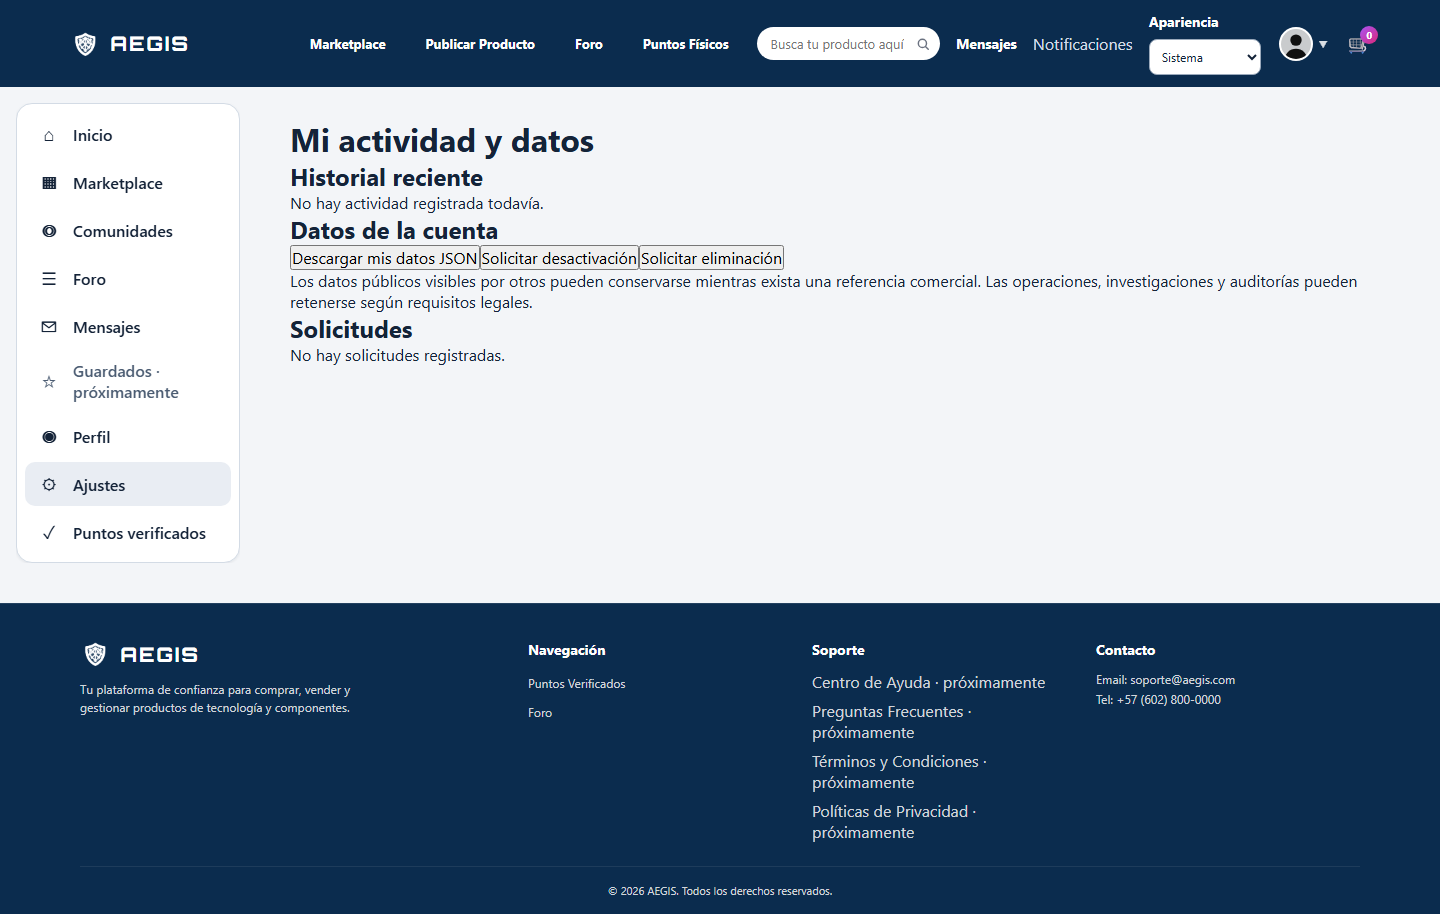 AEGIS
Marketplace
Publicar Producto
Foro
Puntos Físicos
Busca tu producto aquí
Mensajes
Notificaciones
Apariencia
Sistema
0
Inicio
Marketplace
Comunidades
Foro
Mensajes
Guardados ·
próximamente
Perfil
Ajustes
Puntos verificados
Mi actividad y datos
Historial reciente
No hay actividad registrada todavía.
Datos de la cuenta
Descargar mis datos JSON
Solicitar desactivación
Solicitar eliminación
Los datos públicos visibles por otros pueden conservarse mientras exista una referencia comercial. Las operaciones, investigaciones y auditorías pueden
retenerse según requisitos legales.
Solicitudes
No hay solicitudes registradas.
AEGIS
Tu plataforma de confianza para comprar, vender y
gestionar productos de tecnología y componentes.
Navegación
Puntos Verificados
Foro
Soporte
Centro de Ayuda · próximamente
Preguntas Frecuentes ·
próximamente
Términos y Condiciones ·
próximamente
Políticas de Privacidad ·
próximamente
Contacto
Email: soporte@aegis.com
Tel: +57 (602) 800-0000
© 2026 AEGIS. Todos los derechos reservados.